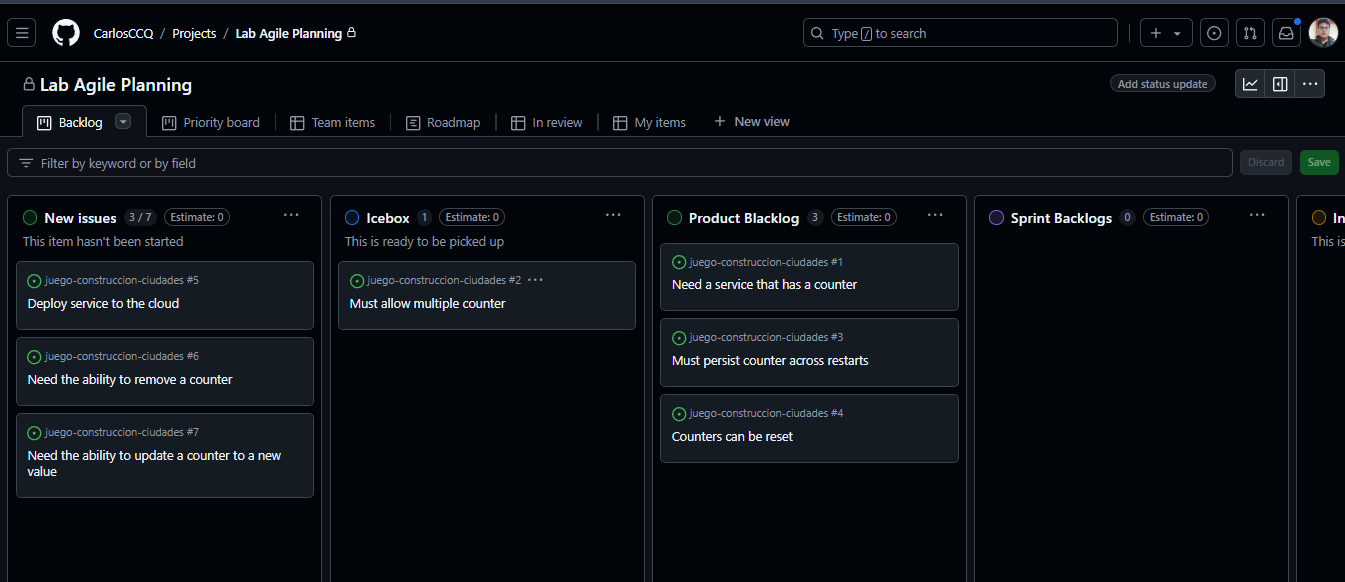 CarlosCCQ / Projects / Lab Agile Planning
Type / to search
Lab Agile Planning
Add status update
Backlog
Priority board
Team items
Roadmap
In review
My items
+ New view
Filter by keyword or by field
Discard
Save
New issues 3 / 7 Estimate: 0
This item hasn't been started
juego-construccion-ciudades #5
Deploy service to the cloud
juego-construccion-ciudades #6
Need the ability to remove a counter
juego-construccion-ciudades #7
Need the ability to update a counter to a new
value
Icebox 1 Estimate: 0
This is ready to be picked up
juego-construccion-ciudades #2
Must allow multiple counter
Product Blacklog 3 Estimate: 0
juego-construccion-ciudades #1
Need a service that has a counter
juego-construccion-ciudades #3
Must persist counter across restarts
juego-construccion-ciudades #4
Counters can be reset
Sprint Backlogs 0 Estimate: 0
In
This is